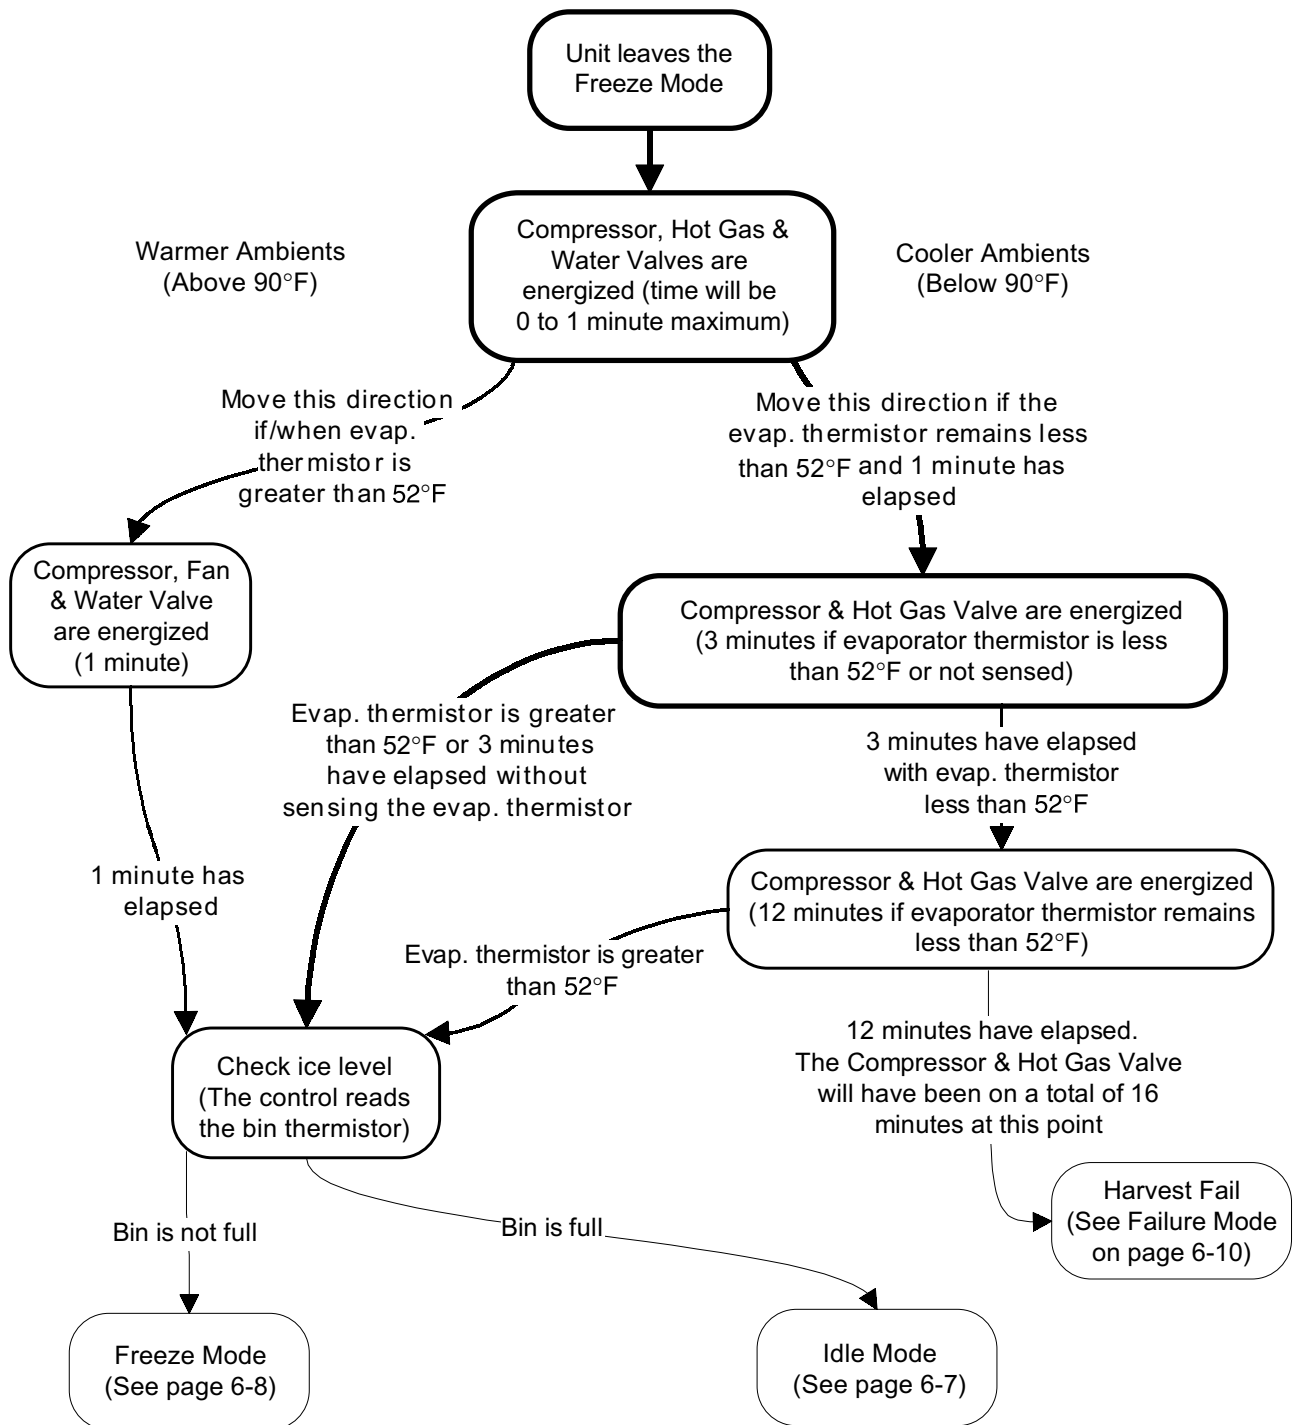 Unit leaves the
Freeze Mode
Warmer Ambients
(Above 90°F)
Compressor, Hot Gas &
Water Valves are
energized (time will be
0 to 1 minute maximum)
Cooler Ambients
(Below 90°F)
Move this direction
if/when evap.
thermistor is
greater than 52°F
Move this direction if the
evap. thermistor remains less
than 52°F and 1 minute has
elapsed
Compressor, Fan
& Water Valve
are energized
(1 minute)
Compressor & Hot Gas Valve are energized
(3 minutes if evaporator thermistor is less
than 52°F or not sensed)
Evap. thermistor is greater
than 52°F or 3 minutes
have elapsed without
sensing the evap. thermistor
3 minutes have elapsed
with evap. thermistor
less than 52°F
1 minute has
elapsed
Compressor & Hot Gas Valve are energized
(12 minutes if evaporator thermistor remains
less than 52°F)
Evap. thermistor is greater
than 52°F
Check ice level
(The control reads
the bin thermistor)
12 minutes have elapsed.
The Compressor & Hot Gas Valve
will have been on a total of 16
minutes at this point
Harvest Fail
(See Failure Mode
on page 6-10)
Bin is not full
Bin is full
Freeze Mode
(See page 6-8)
Idle Mode
(See page 6-7)